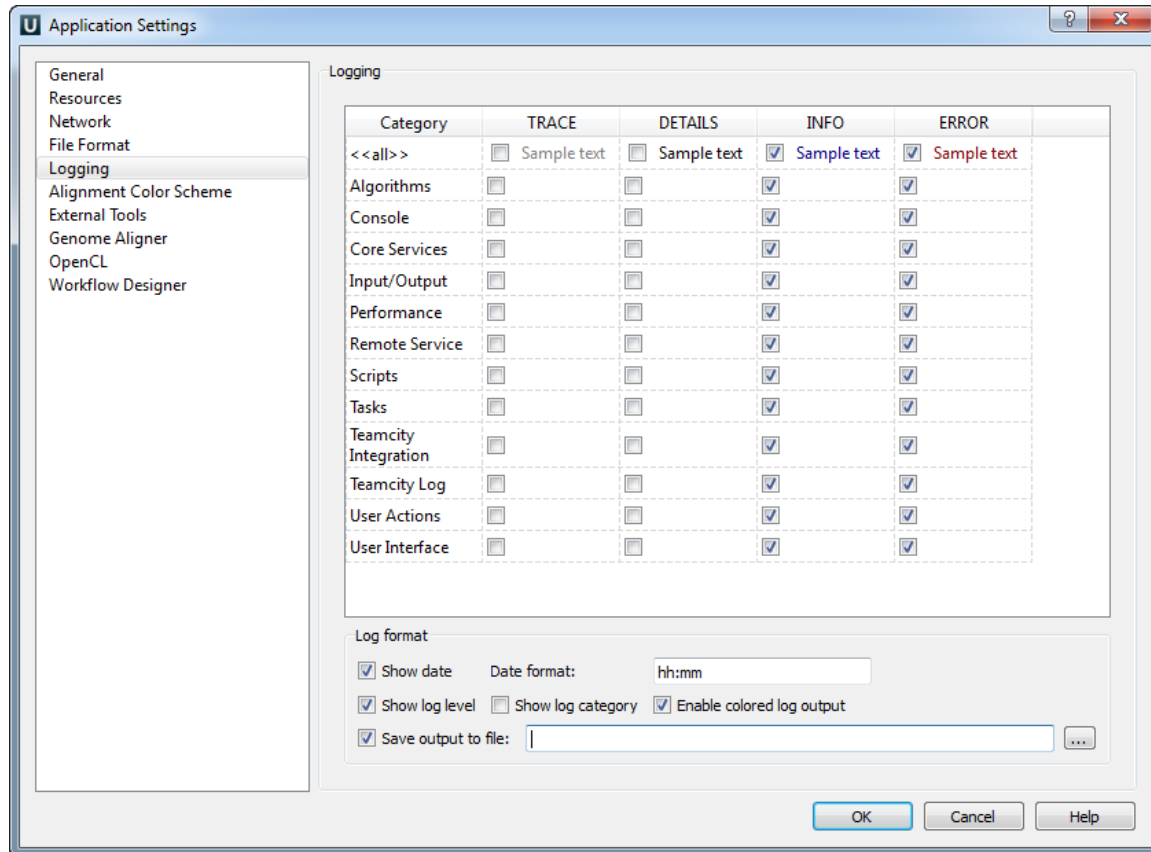 U Application Settings
General
Resources
Network
File Format
Logging
Alignment Color Scheme
External Tools
Genome Aligner
OpenCL
Workflow Designer
Logging
Category TRACE DETAILS INFO ERROR
<<all>> Sample text Sample text Sample text Sample text
Algorithms
Console
Core Services
Input/Output
Performance
Remote Service
Scripts
Tasks
Teamcity
Integration
Teamcity Log
User Actions
User Interface
Log format
Show date Date format: hh:mm
Show log level Show log category Enable colored log output
Save output to file: ...
OK Cancel Help